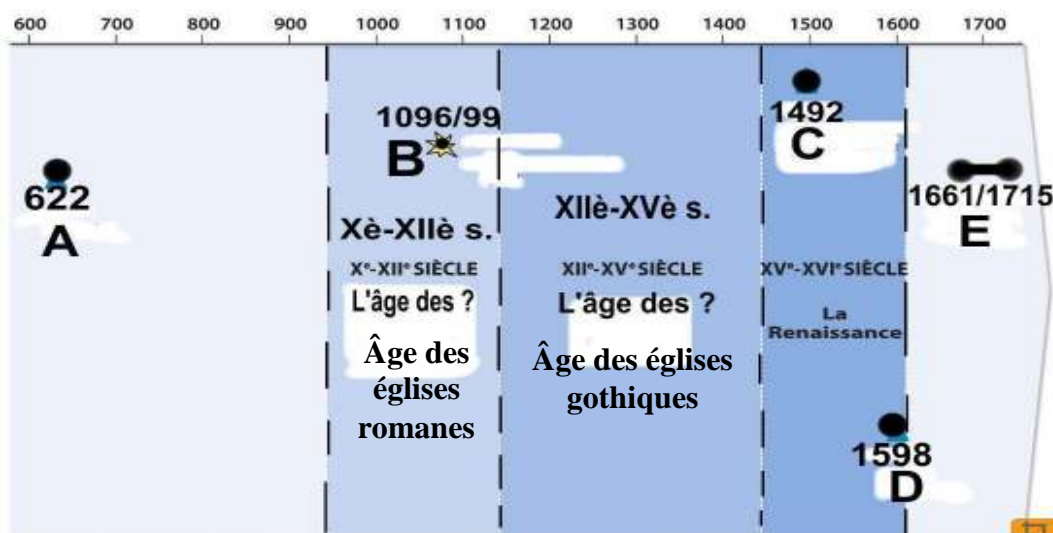 600 700 800 900 1000 1100 1200 1300 1400 1500 1600 1700
622
A
1096/99
B
Xè-XIIè s.
Xᵉ-XIIᵉ SIÈCLE
L'âge des ?
Âge des
églises
romanes
XIIè-XVè s.
XIIᵉ-XVᵉ SIÈCLE
L'âge des ?
Âge des églises
gothiques
1492
C
XVᵉ-XVIᵉ SIÈCLE
La
Renaissance
1598
D
1661/1715
E